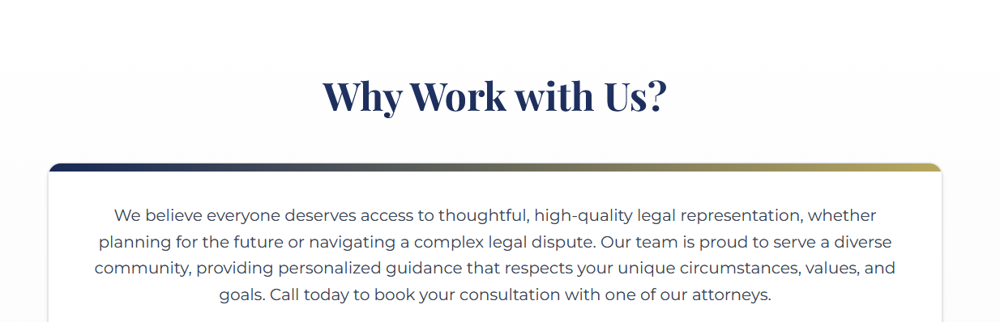 Why Work with Us?
We believe everyone deserves access to thoughtful, high-quality legal representation, whether
planning for the future or navigating a complex legal dispute. Our team is proud to serve a diverse
community, providing personalized guidance that respects your unique circumstances, values, and
goals. Call today to book your consultation with one of our attorneys.